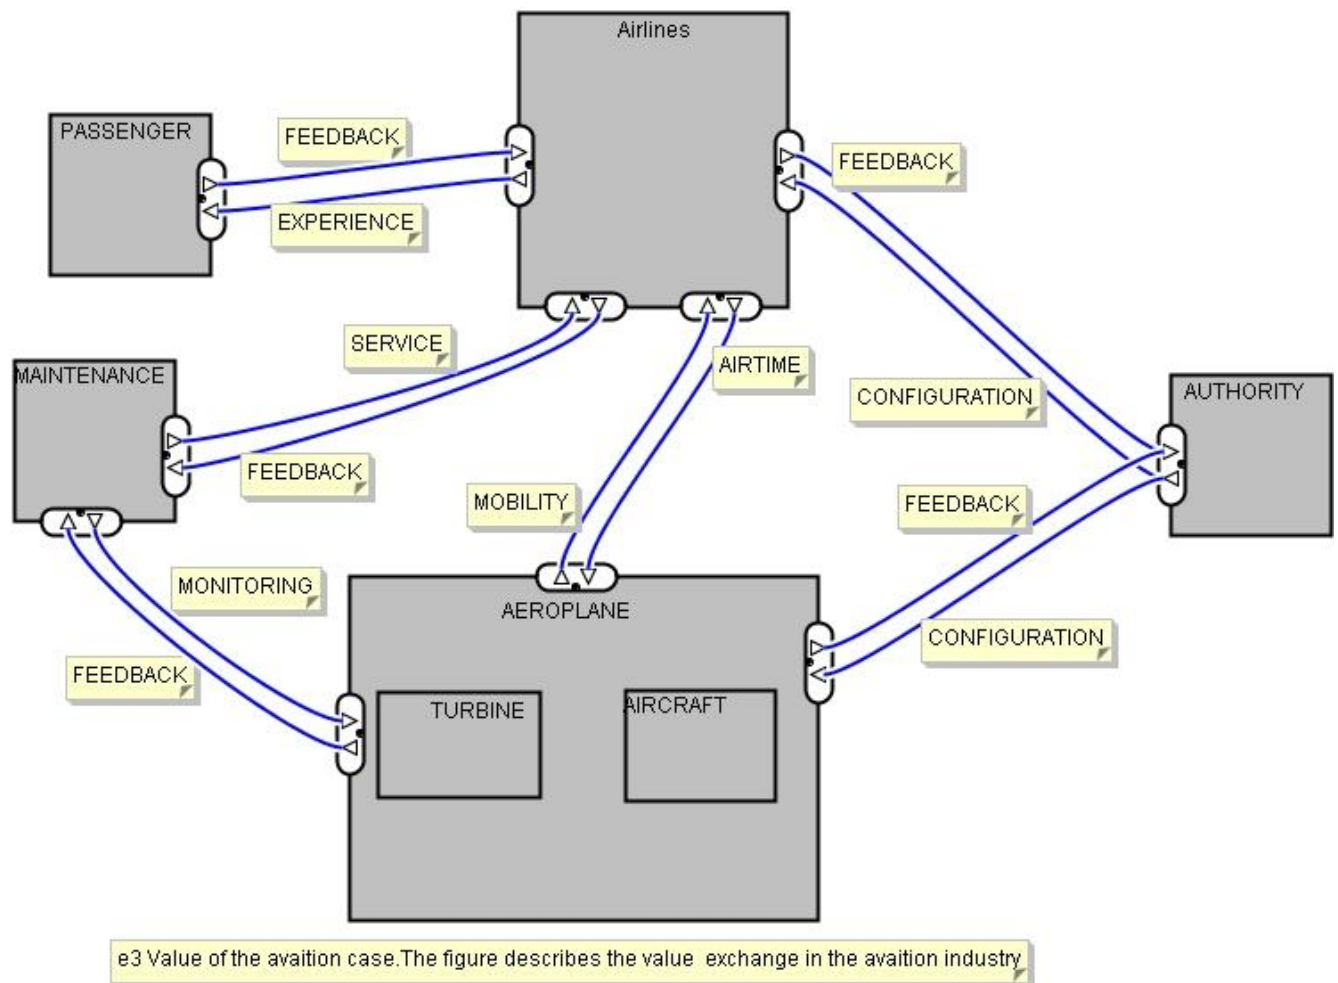 Airlines
PASSENGER
FEEDBACK
FEEDBACK
EXPERIENCE
SERVICE
AIRTIME
MAINTENANCE
CONFIGURATION
AUTHORITY
FEEDBACK
MOBILITY
FEEDBACK
MONITORING
AEROPLANE
CONFIGURATION
FEEDBACK
TURBINE
AIRCRAFT
e3 Value of the avaition case.The figure describes the value  exchange in the avaition industry